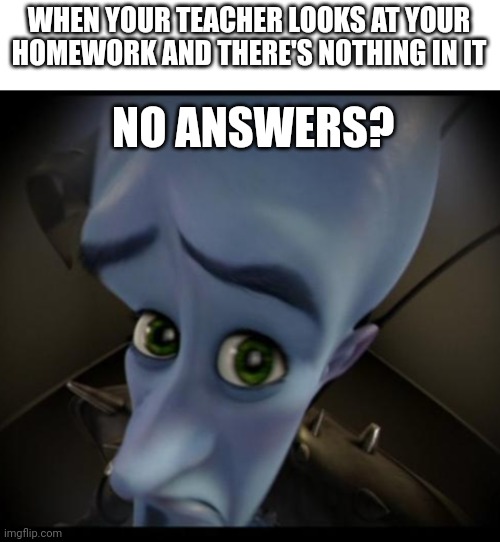 WHEN YOUR TEACHER LOOKS AT YOUR
HOMEWORK AND THERE'S NOTHING IN IT
NO ANSWERS?
imgflip.com